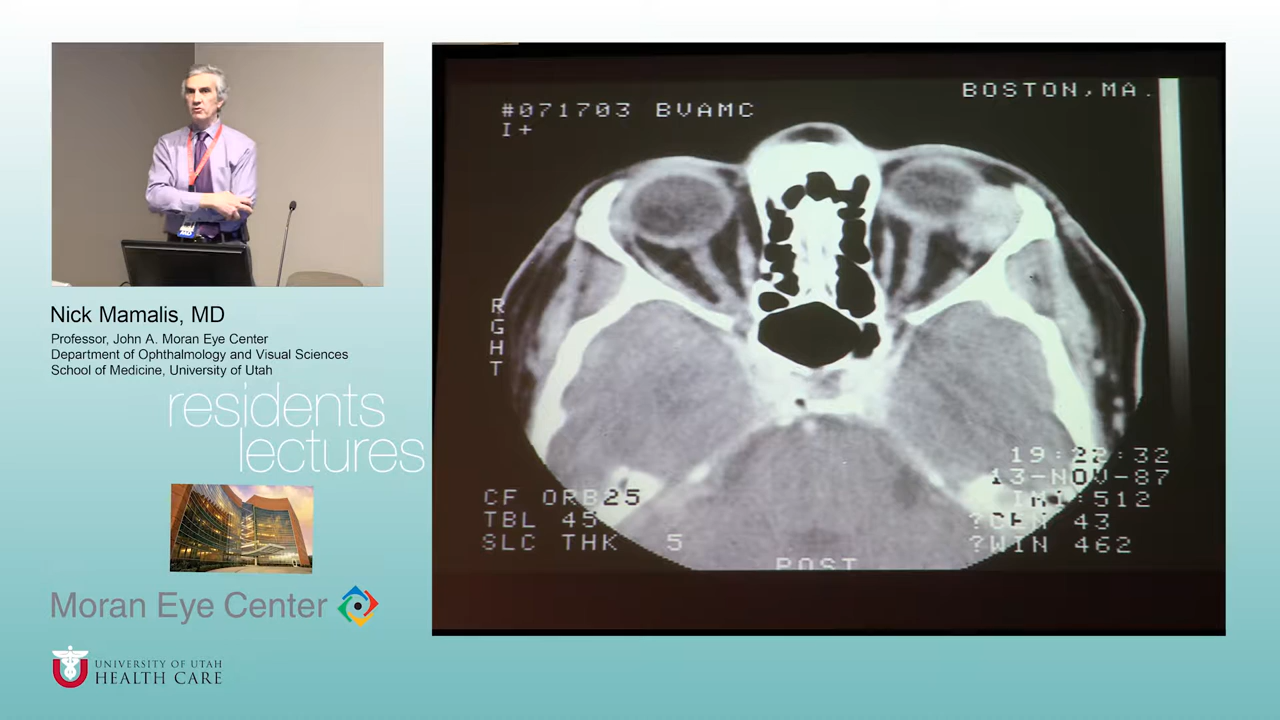 Nick Mamalis, MD
Professor, John A. Moran Eye Center
Department of Ophthalmology and Visual Sciences
School of Medicine, University of Utah
residents
lectures
Moran Eye Center
UNIVERSITY OF UTAH
HEALTH CARE
BOSTON,MA.
#071703 BVAMC
I+
RGHT
19:22:32
13-NOV-87
CF ORB25
TBL 45
SLC THK 5
:512
?CEN 43
?WIN 462
POST